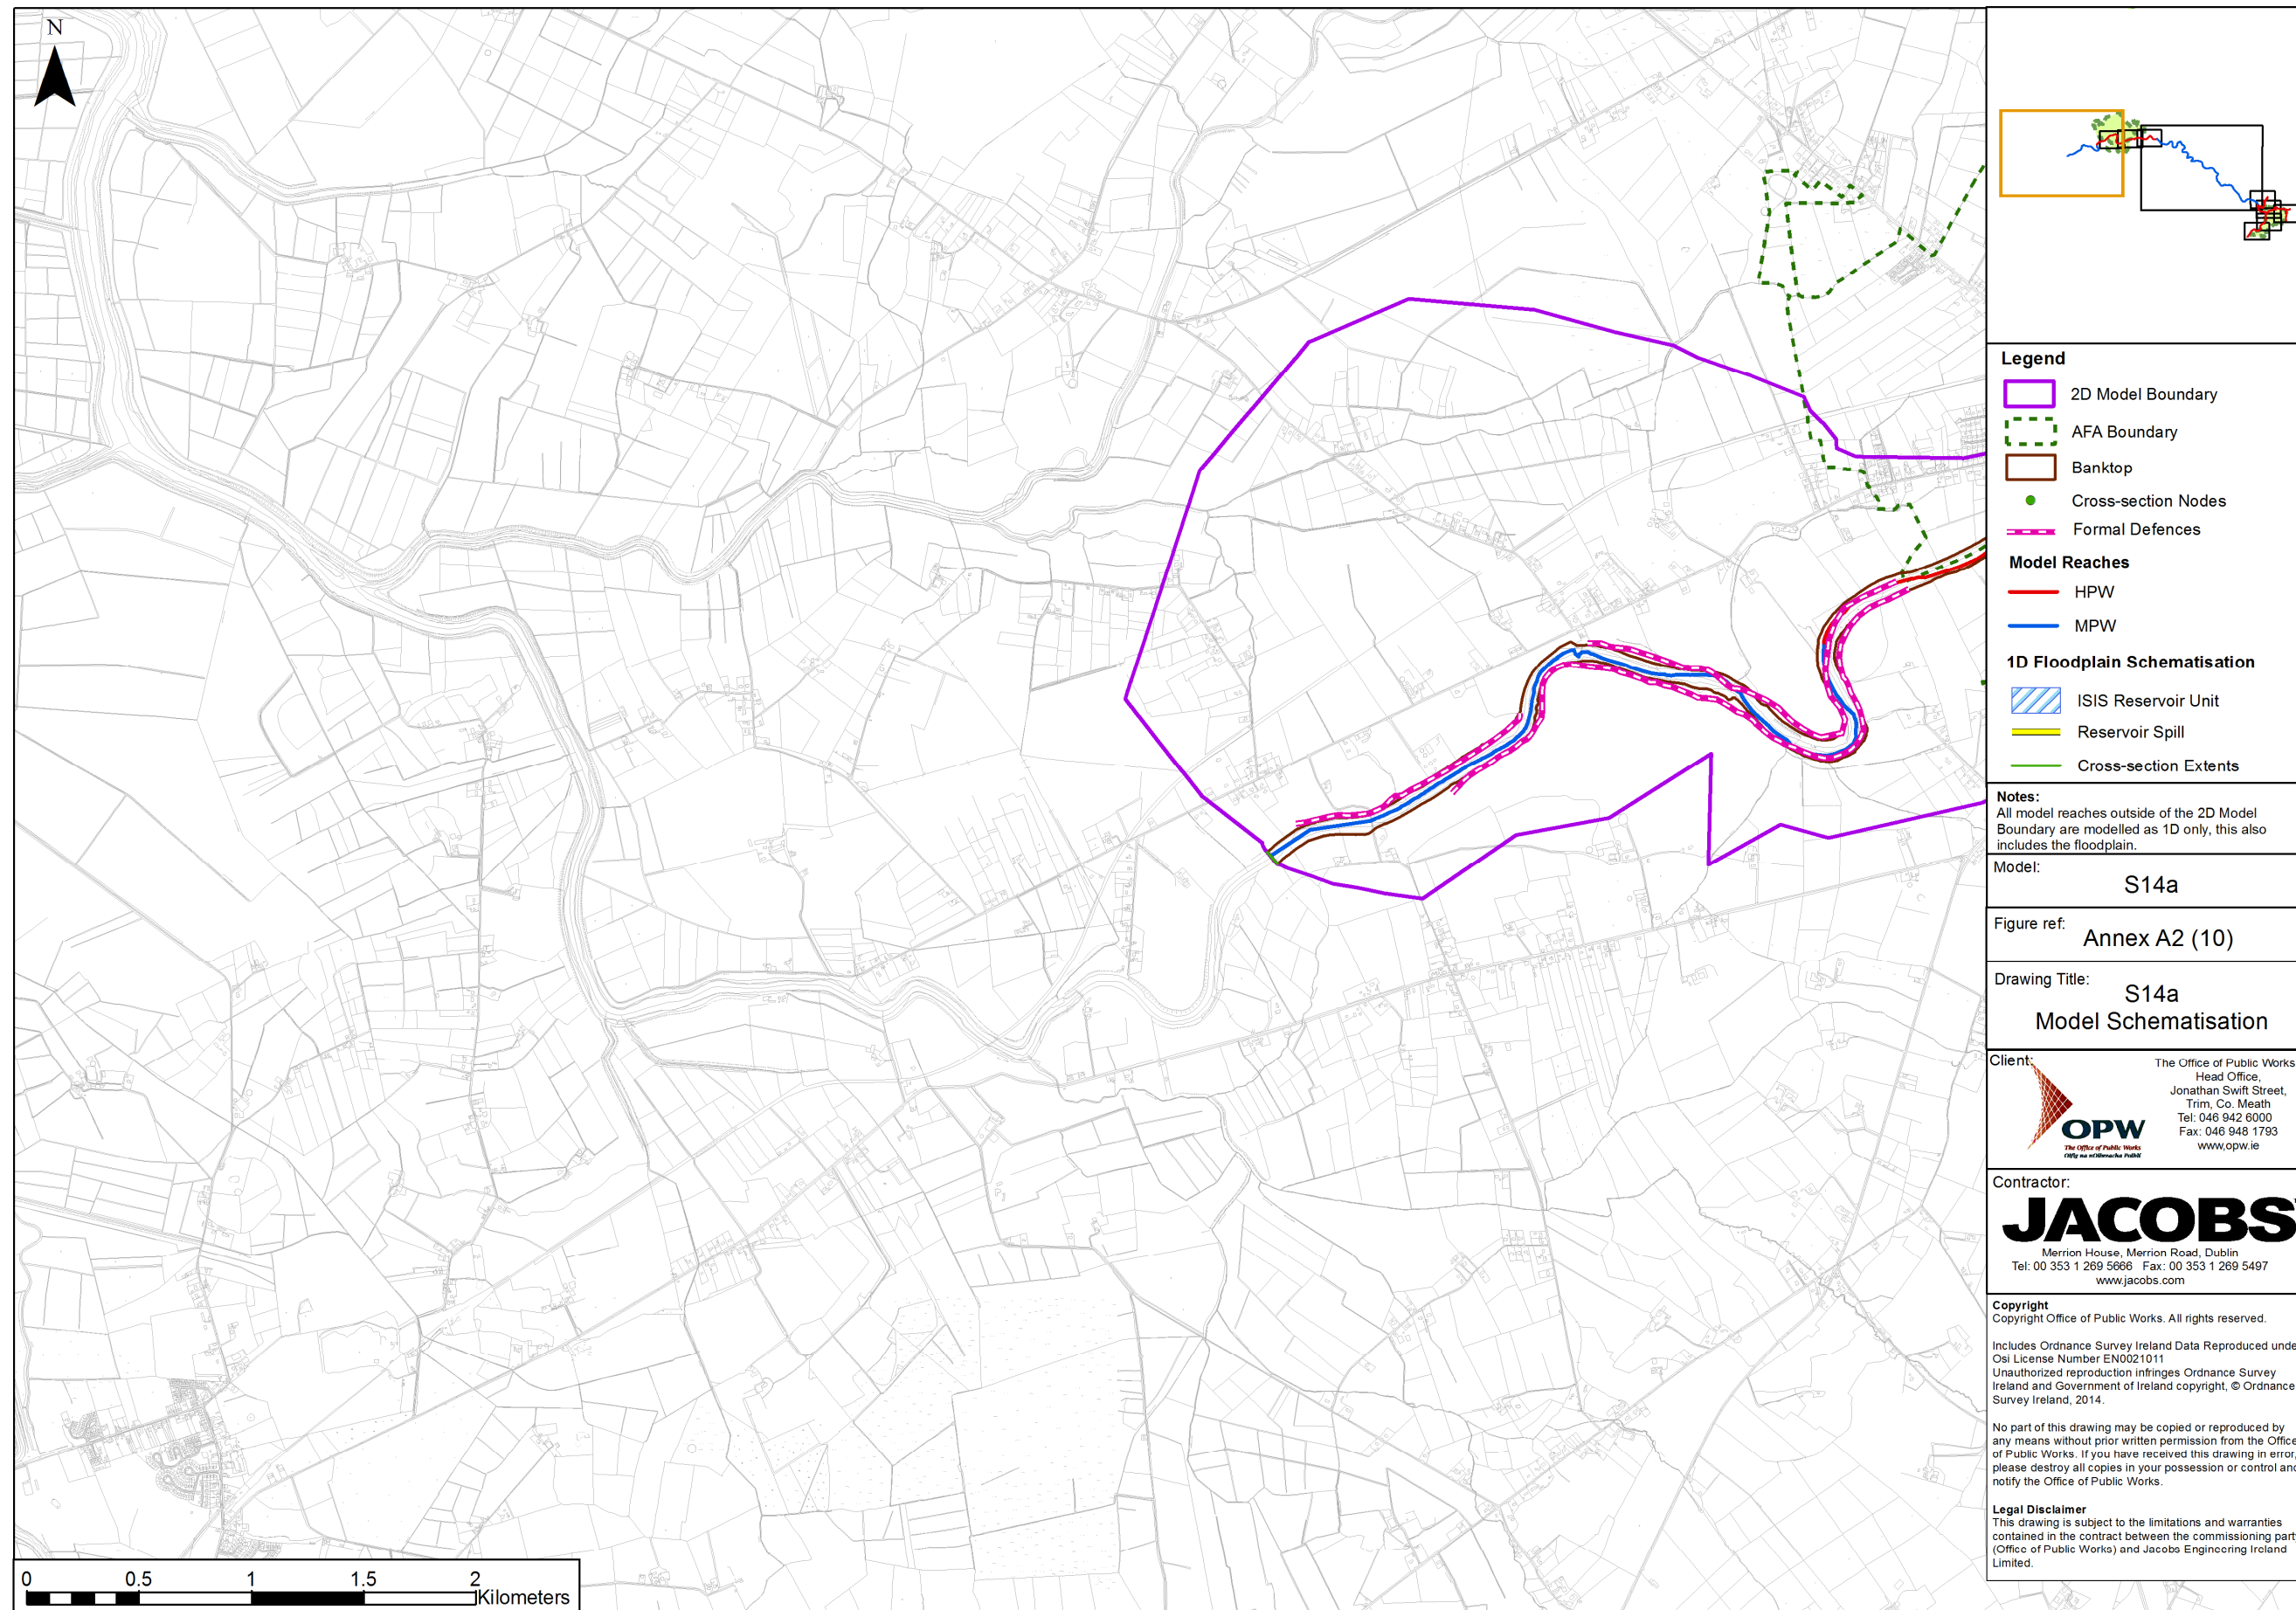 N
Legend
2D Model Boundary
AFA Boundary
Banktop
Cross-section Nodes
Formal Defences
Model Reaches
HPW
MPW
1D Floodplain Schematisation
ISIS Reservoir Unit
Reservoir Spill
Cross-section Extents
Notes:
All model reaches outside of the 2D Model
Boundary are modelled as 1D only, this also
includes the floodplain.
Model:
S14a
Figure ref:
Annex A2 (10)
Drawing Title:
S14a
Model Schematisation
Client:
The Office of Public Works
Head Office,
Jonathan Swift Street,
Trim, Co. Meath
Tel: 046 942 6000
Fax: 046 948 1793
www,opw.ie
OPW
The Office of Public Works
Oifig na nOibreacha Poiblí
Contractor:
JACOBS
Merrion House, Merrion Road, Dublin
Tel: 00 353 1 269 5666 Fax: 00 353 1 269 5497
www.jacobs.com
Copyright
Copyright Office of Public Works. All rights reserved.
Includes Ordnance Survey Ireland Data Reproduced unde
Osi License Number EN0021011
Unauthorized reproduction infringes Ordnance Survey
Ireland and Government of Ireland copyright, © Ordnance
Survey Ireland, 2014.
No part of this drawing may be copied or reproduced by
any means without prior written permission from the Office
of Public Works. If you have received this drawing in error,
please destroy all copies in your possession or control and
notify the Office of Public Works.
Legal Disclaimer
This drawing is subject to the limitations and warranties
contained in the contract between the commissioning part
(Office of Public Works) and Jacobs Engineering Ireland
Limited.
0 0.5 1 1.5 2
Kilometers